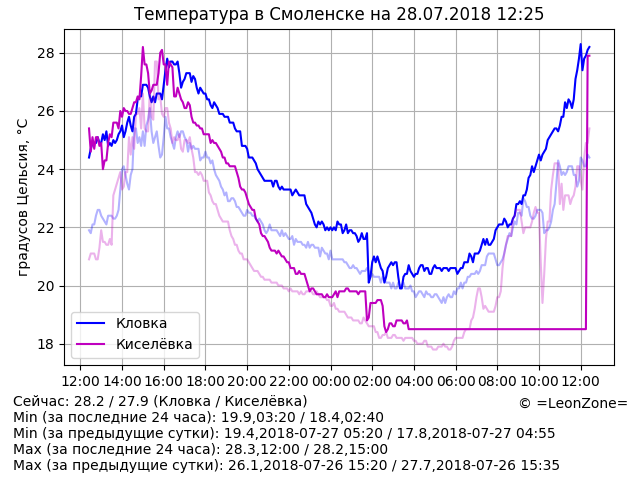 Температура в Смоленске на 28.07.2018 12:25
градусов Цельсия, °C
28
26
24
22
20
18
Кловка
Киселёвка
12:00 14:00 16:00 18:00 20:00 22:00 00:00 02:00 04:00 06:00 08:00 10:00 12:00
Сейчас: 28.2 / 27.9 (Кловка / Киселёвка)
© =LeonZone=
Min (за последние 24 часа): 19.9,03:20 / 18.4,02:40
Min (за предыдущие сутки): 19.4,2018-07-27 05:20 / 17.8,2018-07-27 04:55
Max (за последние 24 часа): 28.3,12:00 / 28.2,15:00
Max (за предыдущие сутки): 26.1,2018-07-26 15:20 / 27.7,2018-07-26 15:35